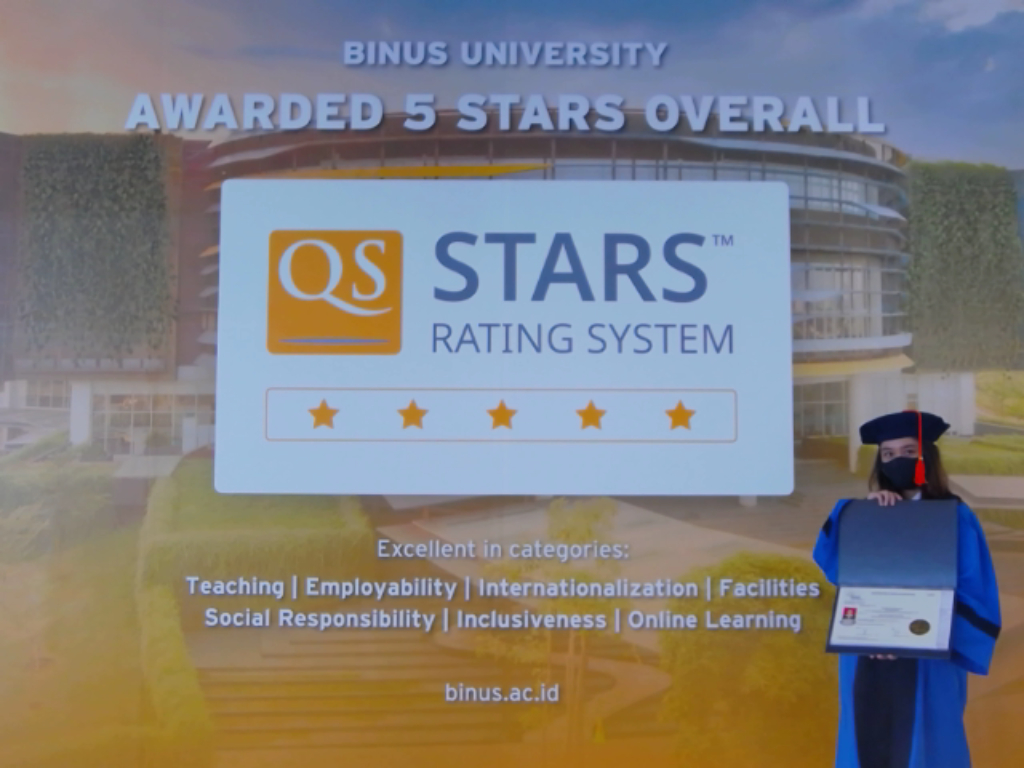 BINUS UNIVERSITY
AWARDED 5 STARS OVERALL
QS
STARS™
RATING SYSTEM
Excellent in categories:
Teaching | Employability | Internationalization | Facilities
Social Responsibility | Inclusiveness | Online Learning
binus.ac.id